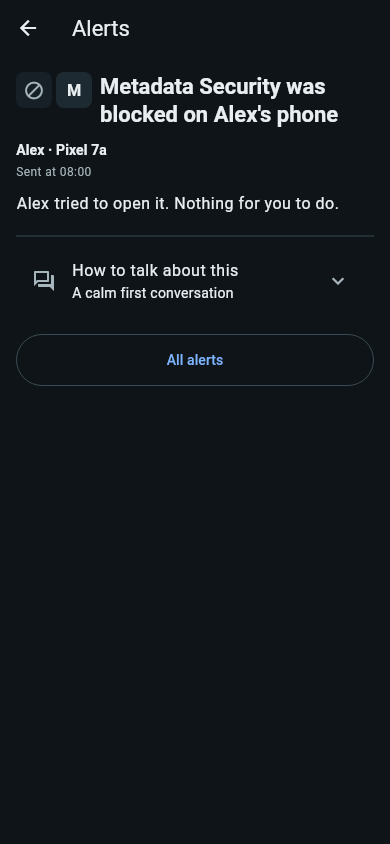 Alerts
M
Metadata Security was
blocked on Alex's phone
Alex · Pixel 7a
Sent at 08:00
Alex tried to open it. Nothing for you to do.
How to talk about this
A calm first conversation
All alerts